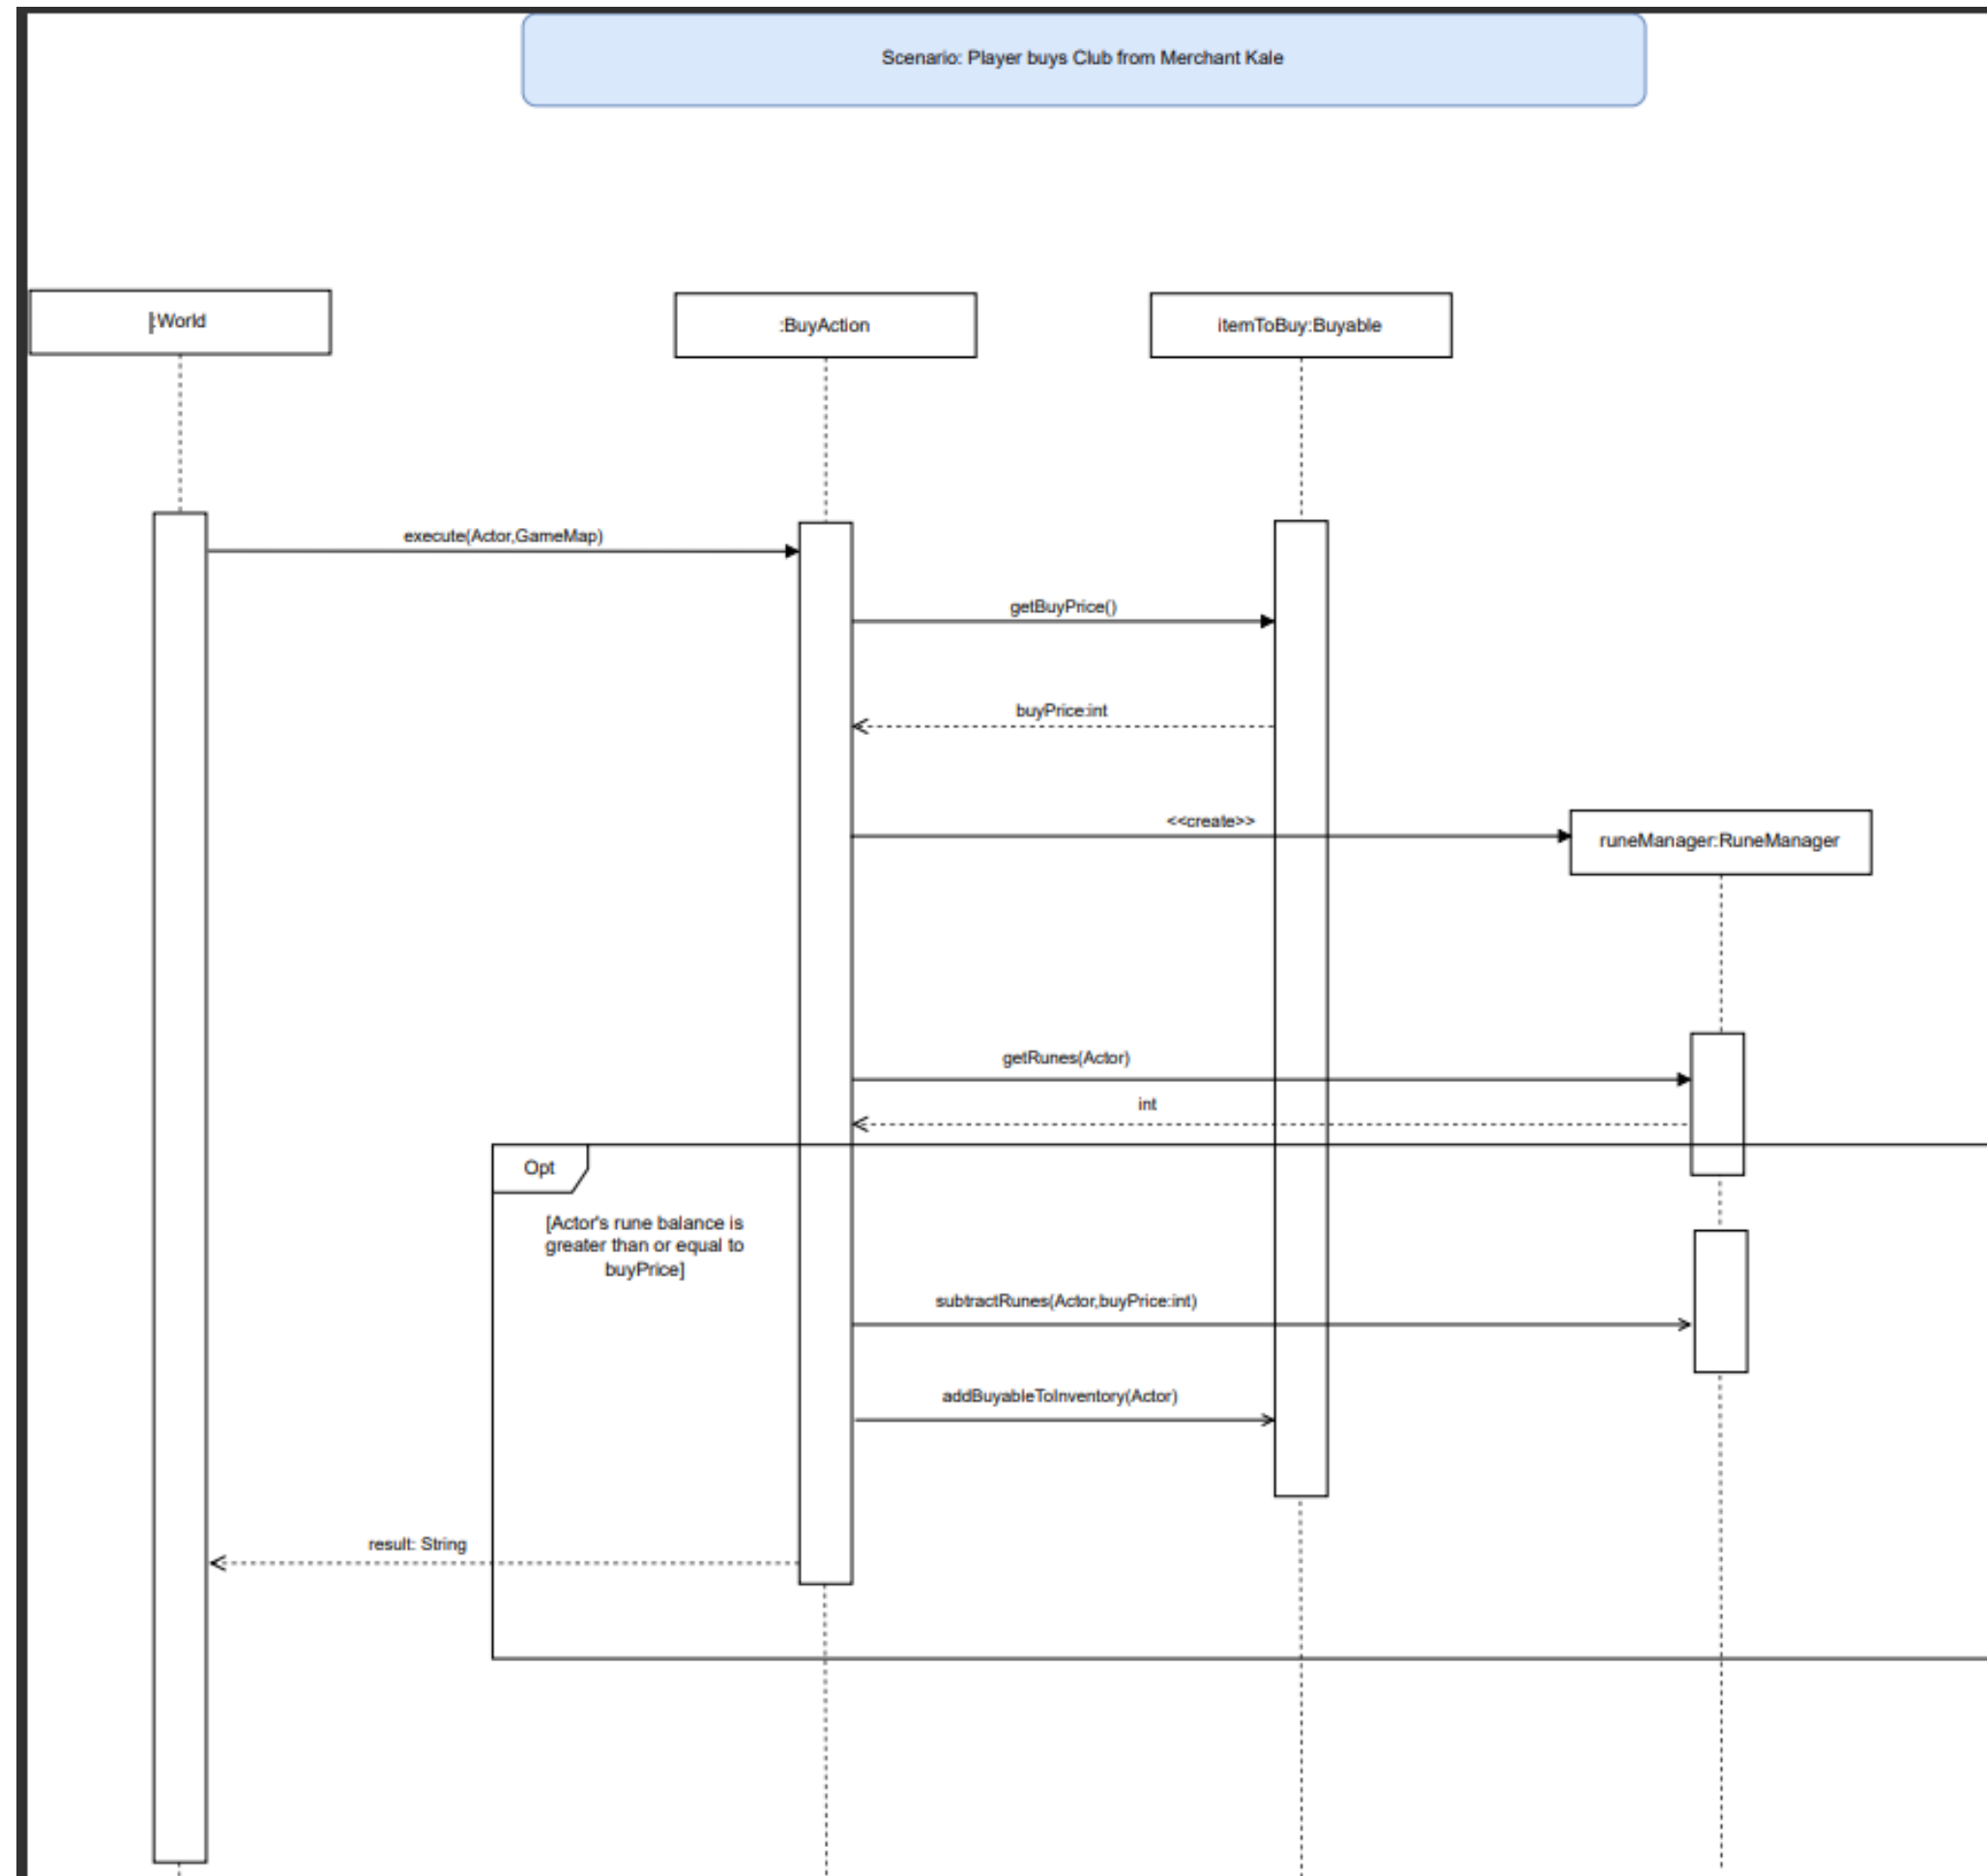 Scenario: Player buys Club from Merchant Kale
:World
:BuyAction
itemToBuy:Buyable
execute(Actor,GameMap)
getBuyPrice()
buyPrice:int
<<create>>
runeManager:RuneManager
getRunes(Actor)
int
Opt
[Actor's rune balance is
greater than or equal to
buyPrice]
subtractRunes(Actor,buyPrice:int)
addBuyableToInventory(Actor)
result: String